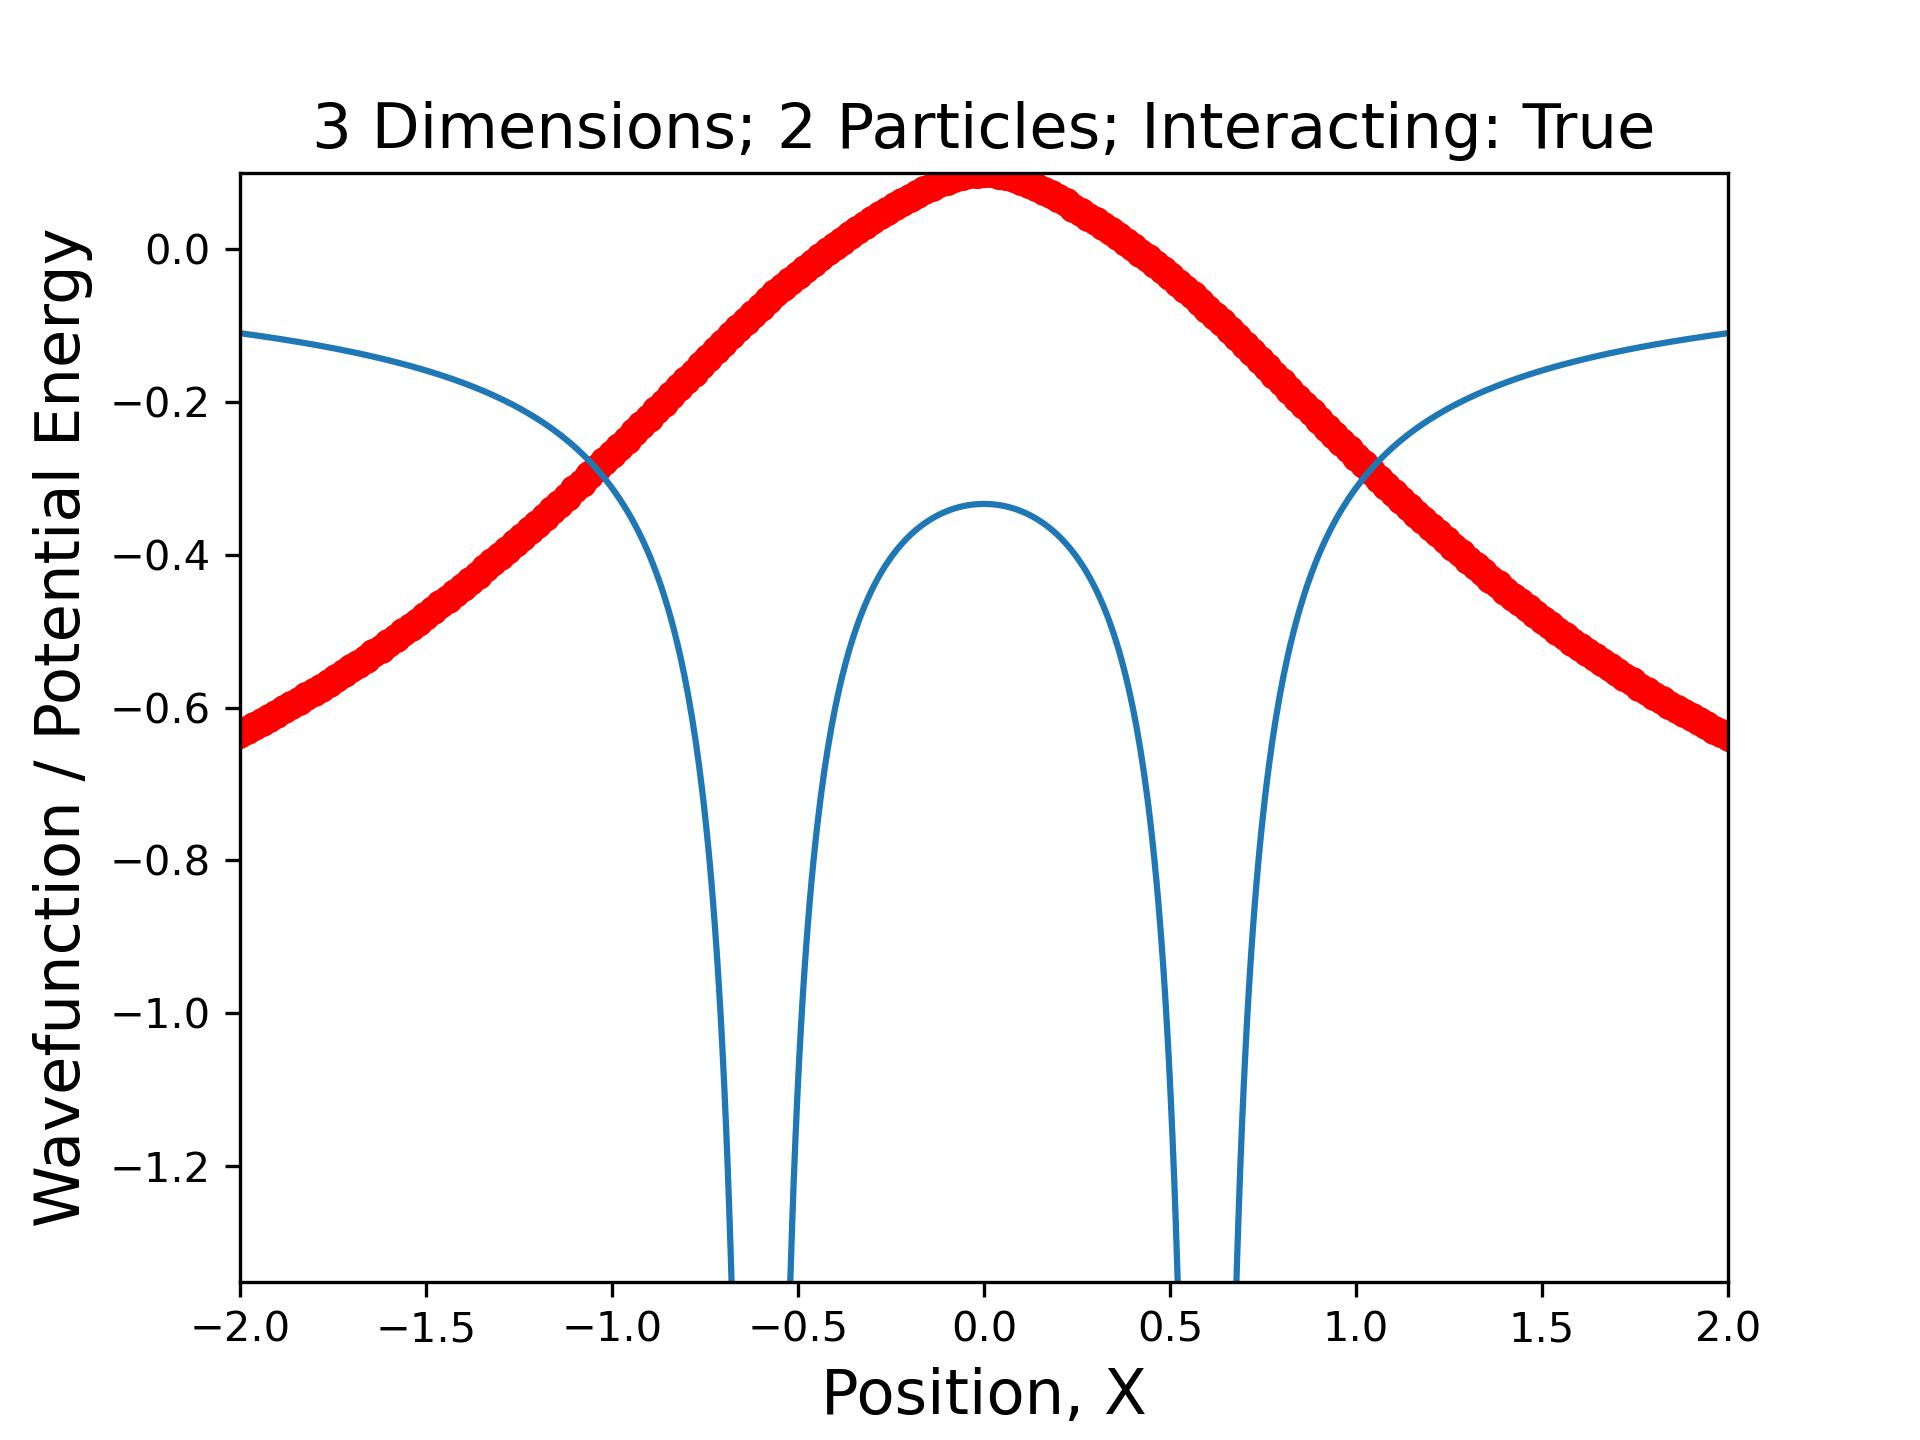 3 Dimensions; 2 Particles; Interacting: True
Wavefunction / Potential Energy
0.0
−0.2
−0.4
−0.6
−0.8
−1.0
−1.2
−2.0 −1.5 −1.0 −0.5 0.0 0.5 1.0 1.5 2.0
Position, X